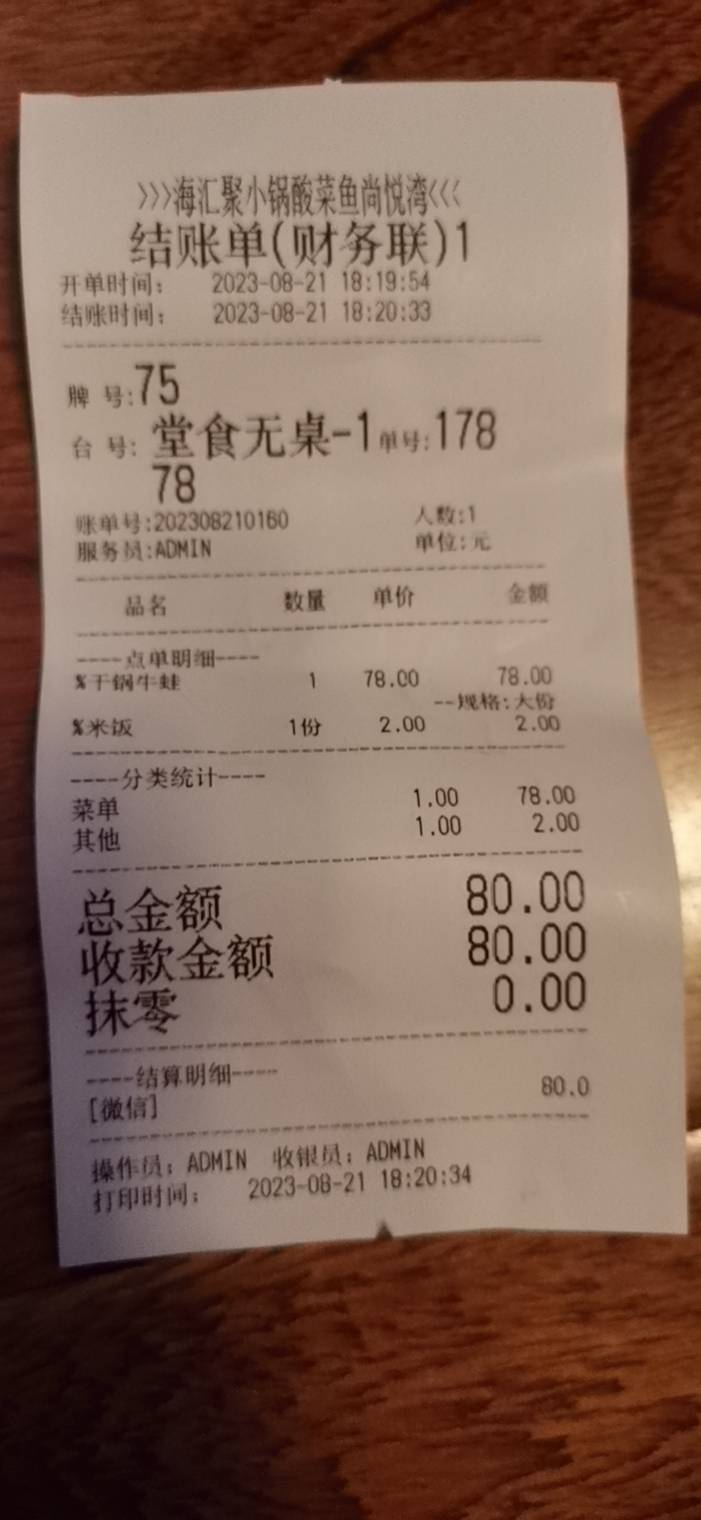 >>>海汇聚小锅酸菜鱼尚悦湾<<<
结账单(财务联)1
开单时间: 2023-08-21 18:19:54
结账时间: 2023-08-21 18:20:33
牌 号:75
台 号: 堂食无桌-1 单号:178
78
账单号:202308210160 人数:1
服务员:ADMIN 单位:元
品名 数量 单价 金额
----点单明细----
%干锅牛蛙 1 78.00 78.00
--规格:大份
%米饭 1份 2.00 2.00
----分类统计----
菜单 1.00 78.00
其他 1.00 2.00
总金额 80.00
收款金额 80.00
抹零 0.00
----结算明细----
[微信] 80.0
操作员: ADMIN 收银员: ADMIN
打印时间: 2023-08-21 18:20:34